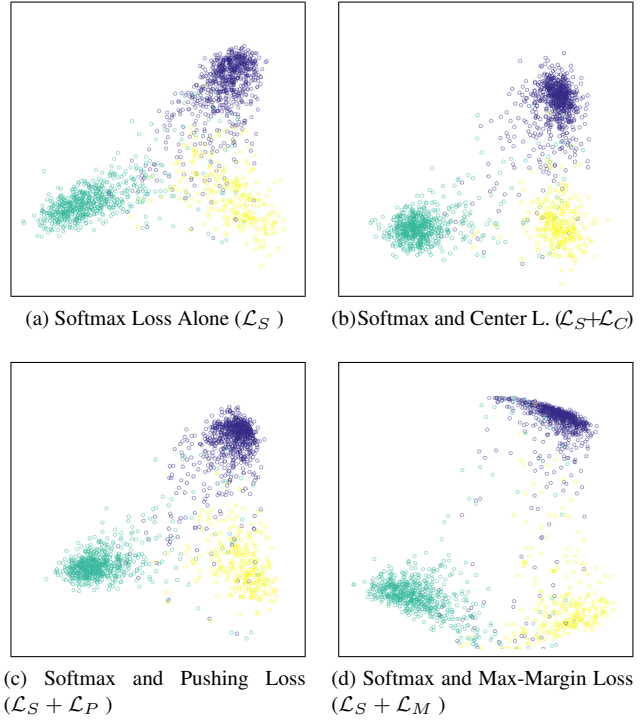 (a) Softmax Loss Alone (ℒ_S )
(b)Softmax and Center L. (ℒ_S+ℒ_C)
(c) Softmax and Pushing Loss
(ℒ_S + ℒ_P )
(d) Softmax and Max-Margin Loss
(ℒ_S + ℒ_M )